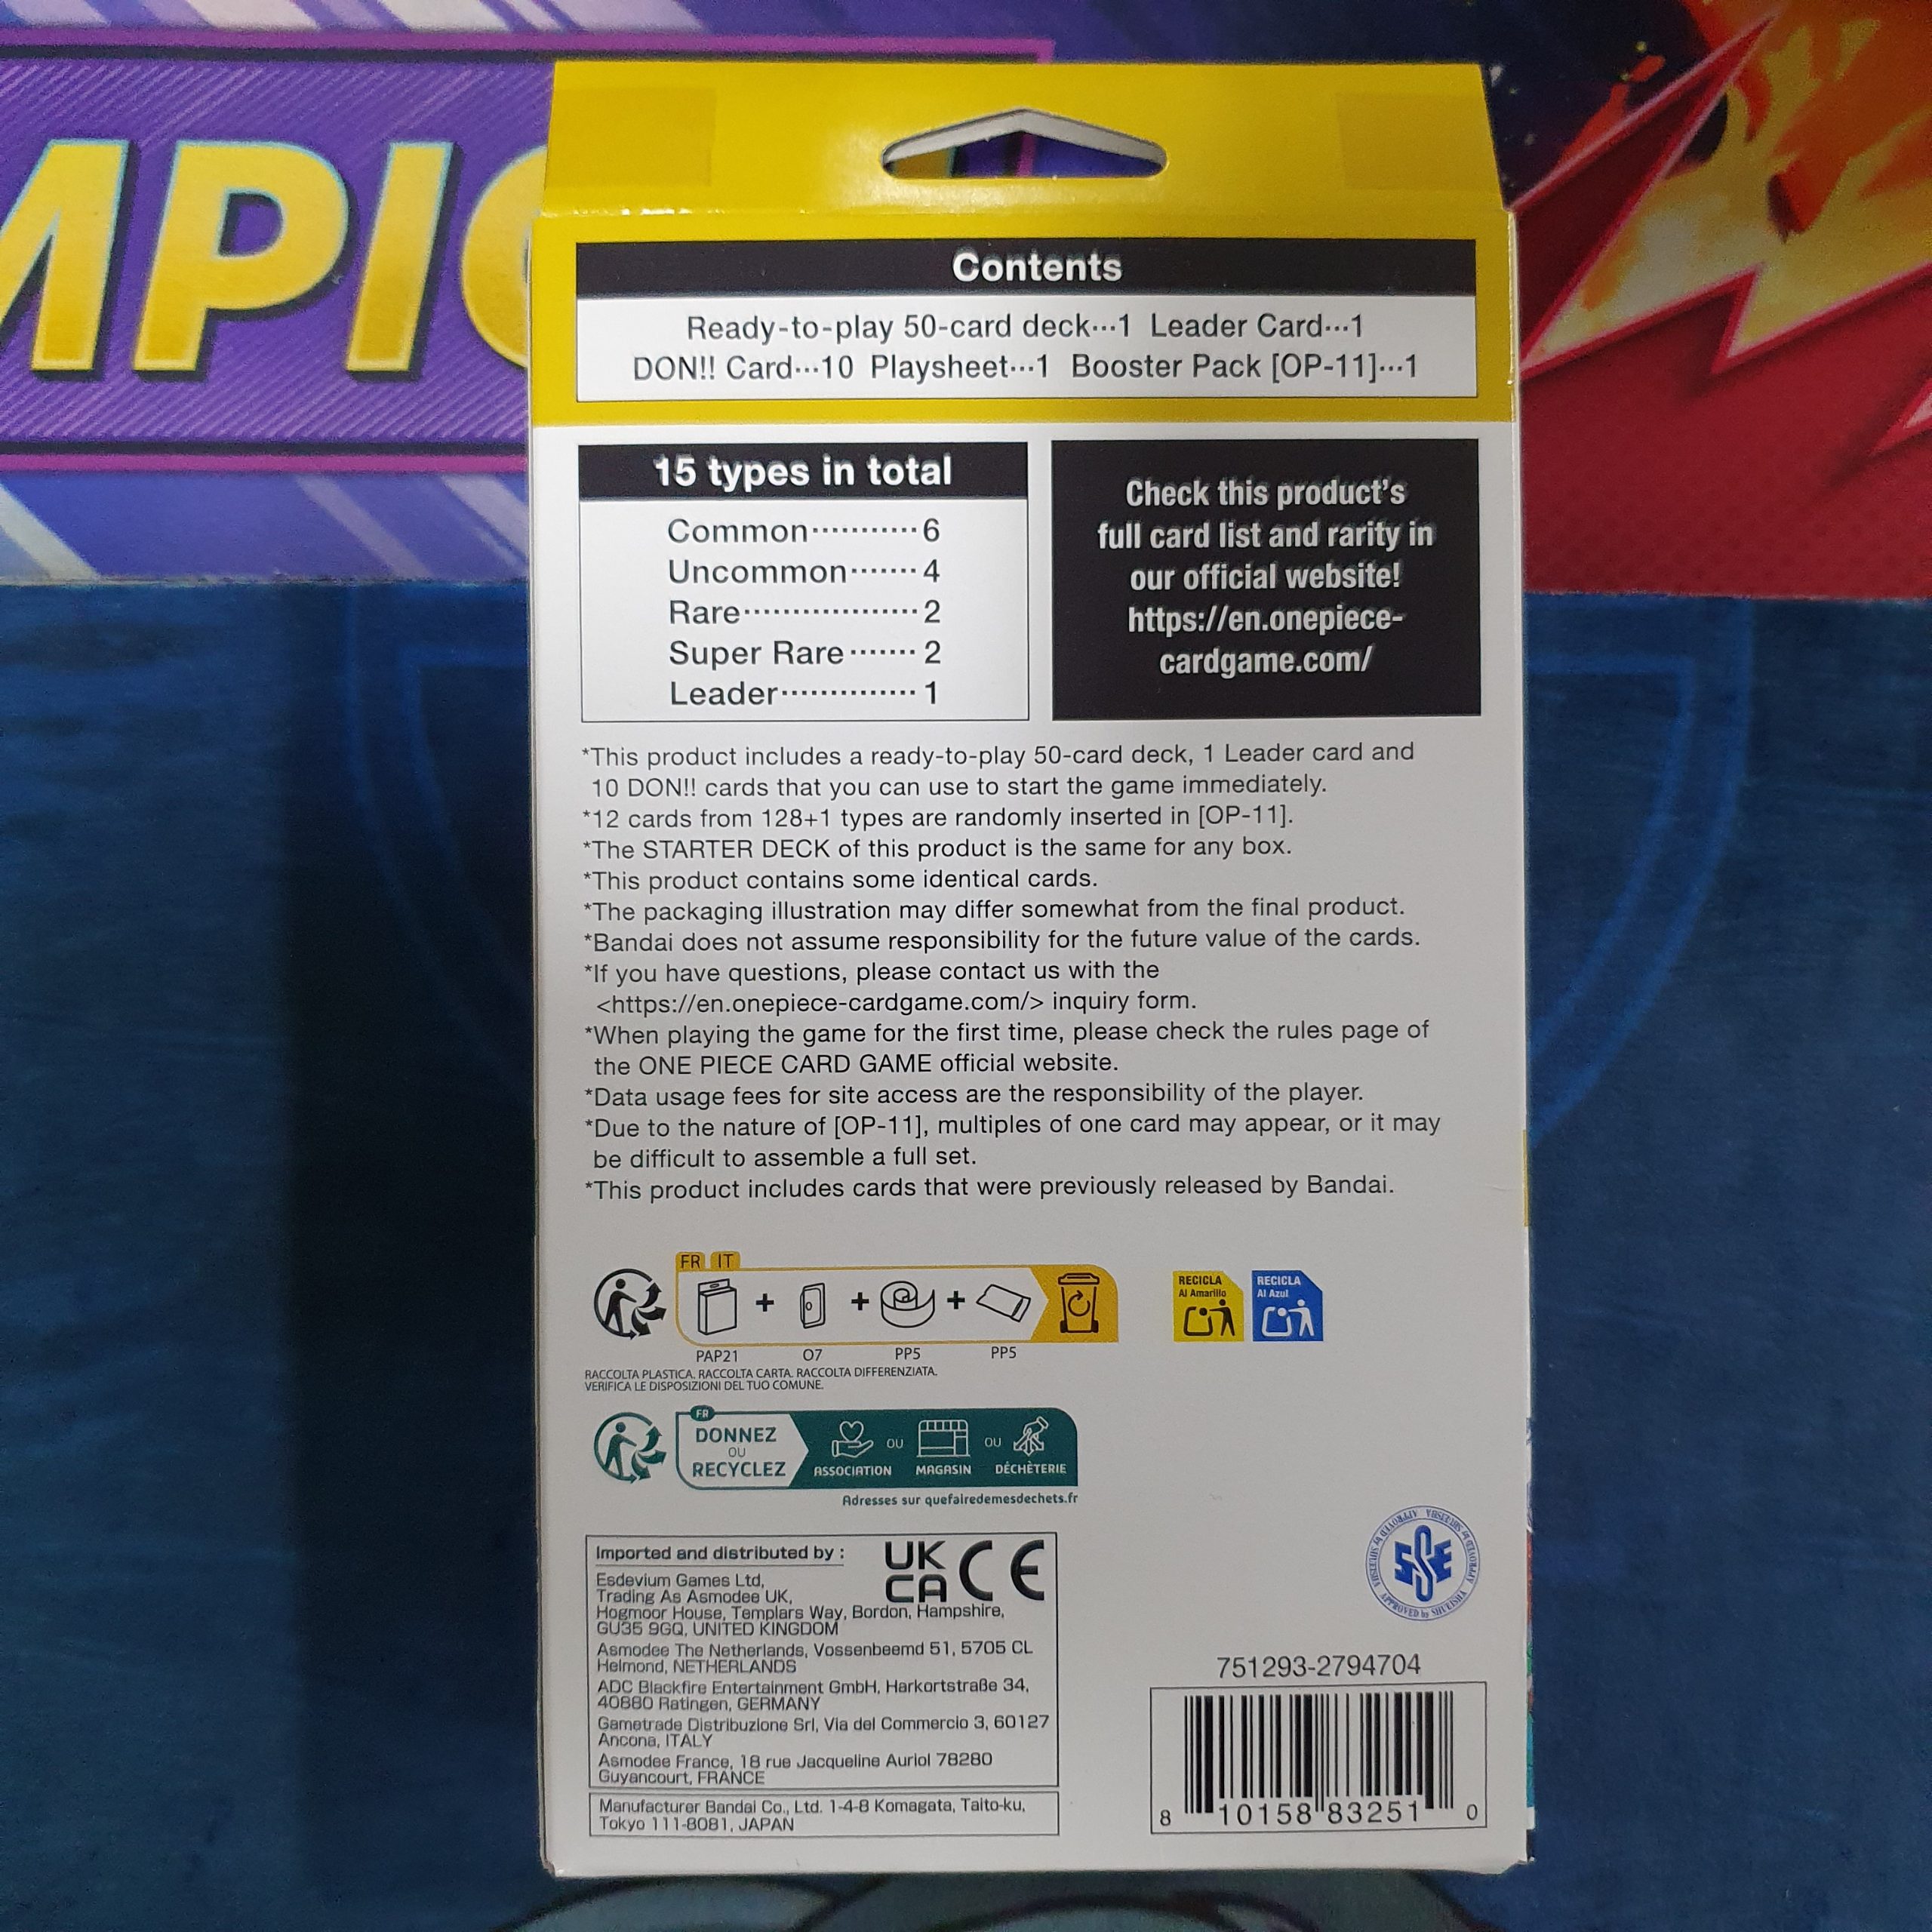 MPIO
Contents
Ready-to-play 50-card deck···1 Leader Card···1
DON!! Card···10 Playsheet···1 Booster Pack [OP-11]···1
15 types in total
Common··········· 6
Uncommon······· 4
Rare·················· 2
Super Rare······· 2
Leader·············· 1
Check this product's
full card list and rarity in
our official website!
https://en.onepiece-
cardgame.com/
*This product includes a ready-to-play 50-card deck, 1 Leader card and
10 DON!! cards that you can use to start the game immediately.
*12 cards from 128+1 types are randomly inserted in [OP-11].
*The STARTER DECK of this product is the same for any box.
*This product contains some identical cards.
*The packaging illustration may differ somewhat from the final product.
*Bandai does not assume responsibility for the future value of the cards.
*If you have questions, please contact us with the
<https://en.onepiece-cardgame.com/> inquiry form.
*When playing the game for the first time, please check the rules page of
the ONE PIECE CARD GAME official website.
*Data usage fees for site access are the responsibility of the player.
*Due to the nature of [OP-11], multiples of one card may appear, or it may
be difficult to assemble a full set.
*This product includes cards that were previously released by Bandai.
FR IT
PAP21 07 PP5 PP5
RACCOLTA PLASTICA. RACCOLTA CARTA. RACCOLTA DIFFERENZIATA.
VERIFICA LE DISPOSIZIONI DEL TUO COMUNE.
RECICLA
Al Amarillo
RECICLA
Al Azul
FR
DONNEZ
OU
RECYCLEZ
ASSOCIATION OU MAGASIN OU DÉCHÈTERIE
Adresses sur quefairedemesdechets.fr
Imported and distributed by :
UK
CA
CE
Esdevium Games Ltd,
Trading As Asmodee UK,
Hogmoor House, Templars Way, Bordon, Hampshire,
GU35 9GQ, UNITED KINGDOM
Asmodee The Netherlands, Vossenbeemd 51, 5705 CL
Helmond, NETHERLANDS
ADC Blackfire Entertainment GmbH, Harkortstraße 34,
40880 Ratingen, GERMANY
Gametrade Distribuzione Srl, Via del Commercio 3, 60127
Ancona, ITALY
Asmodee France, 18 rue Jacqueline Auriol 78280
Guyancourt, FRANCE
Manufacturer Bandai Co., Ltd. 1-4-8 Komagata, Taito-ku,
Tokyo 111-8081, JAPAN
APPROVED by SHUEISHA
SSE
751293-2794704
8 10158 83251 0